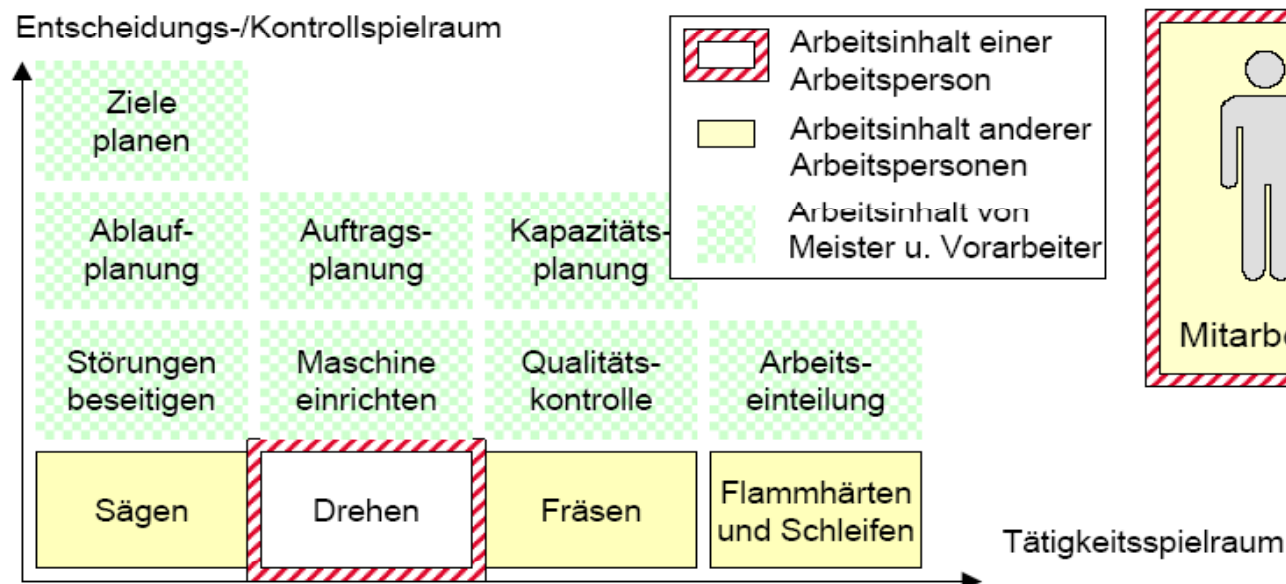 Entscheidungs-/Kontrollspielraum
Ziele
planen
Ablauf-
planung
Auftrags-
planung
Kapazitäts-
planung
Störungen
beseitigen
Maschine
einrichten
Qualitäts-
kontrolle
Arbeits-
einteilung
Sägen
Drehen
Fräsen
Flammhärten
und Schleifen
Tätigkeitsspielraum
Arbeitsinhalt einer
Arbeitsperson
Arbeitsinhalt anderer
Arbeitspersonen
Arbeitsinhalt von
Meister u. Vorarbeiter